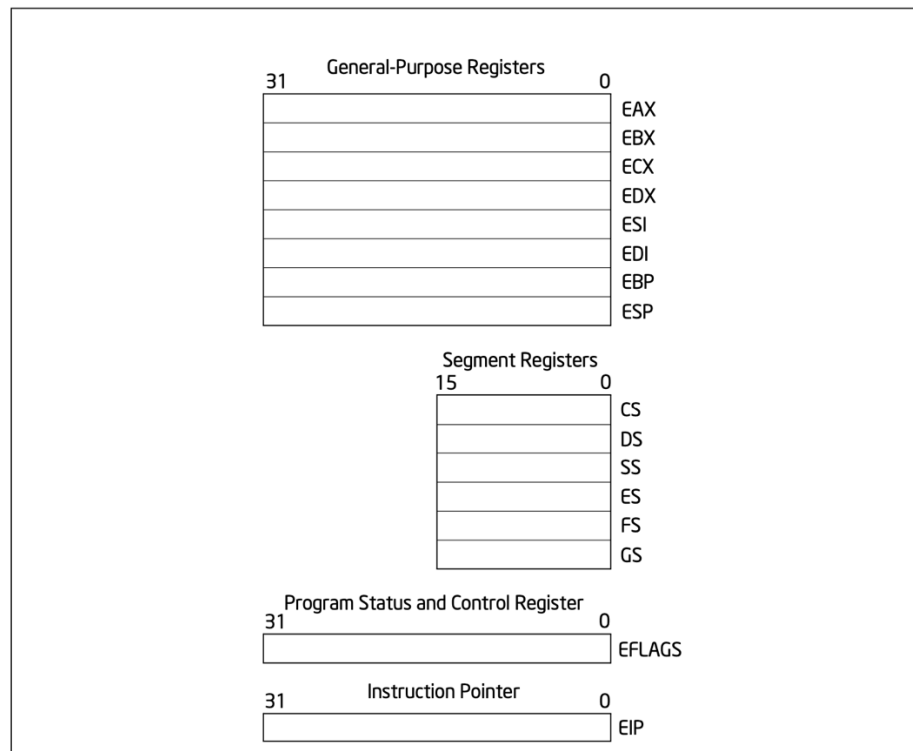 General-Purpose Registers
31 0
EAX
EBX
ECX
EDX
ESI
EDI
EBP
ESP
Segment Registers
15 0
CS
DS
SS
ES
FS
GS
Program Status and Control Register
31 0
EFLAGS
Instruction Pointer
31 0
EIP